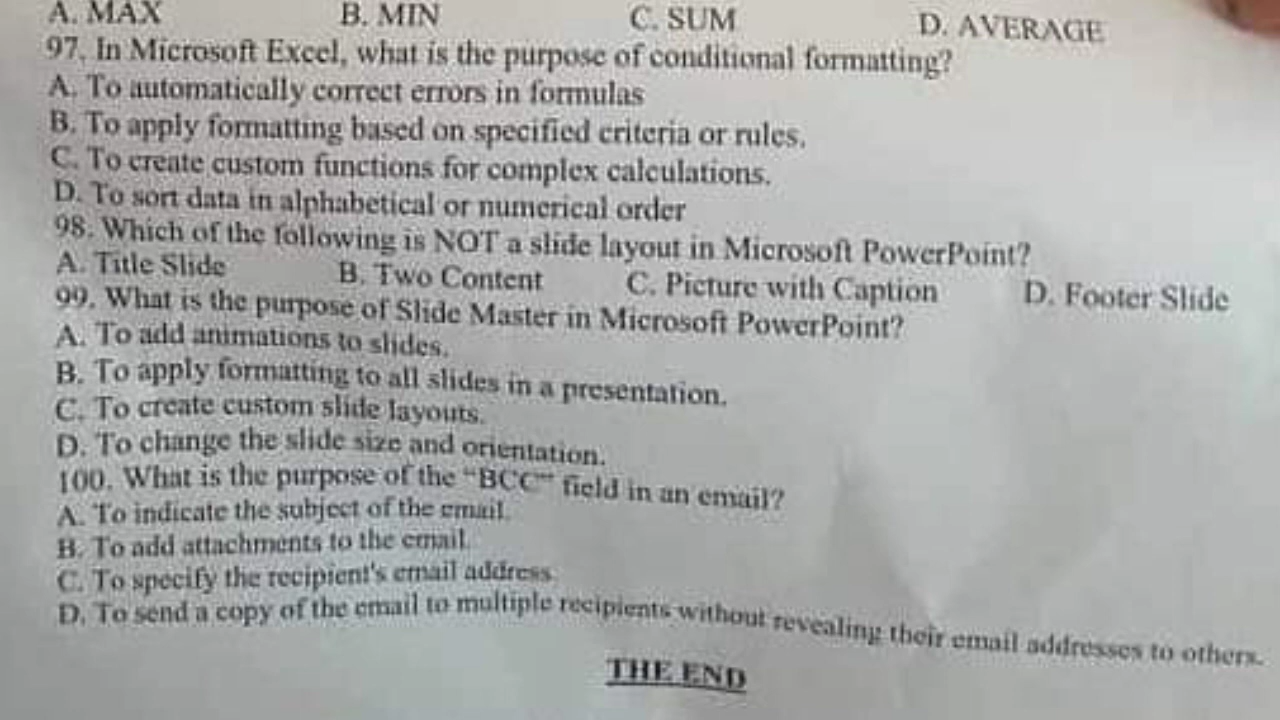 A. MAX B. MIN C. SUM D. AVERAGE
97. In Microsoft Excel, what is the purpose of conditional formatting?
A. To automatically correct errors in formulas
B. To apply formatting based on specified criteria or rules.
C. To create custom functions for complex calculations.
D. To sort data in alphabetical or numerical order
98. Which of the following is NOT a slide layout in Microsoft PowerPoint?
A. Title Slide B. Two Content C. Picture with Caption D. Footer Slide
99. What is the purpose of Slide Master in Microsoft PowerPoint?
A. To add animations to slides.
B. To apply formatting to all slides in a presentation.
C. To create custom slide layouts.
D. To change the slide size and orientation.
100. What is the purpose of the "BCC" field in an email?
A. To indicate the subject of the email.
B. To add attachments to the email.
C. To specify the recipient's email address.
D. To send a copy of the email to multiple recipients without revealing their email addresses to others.
THE END